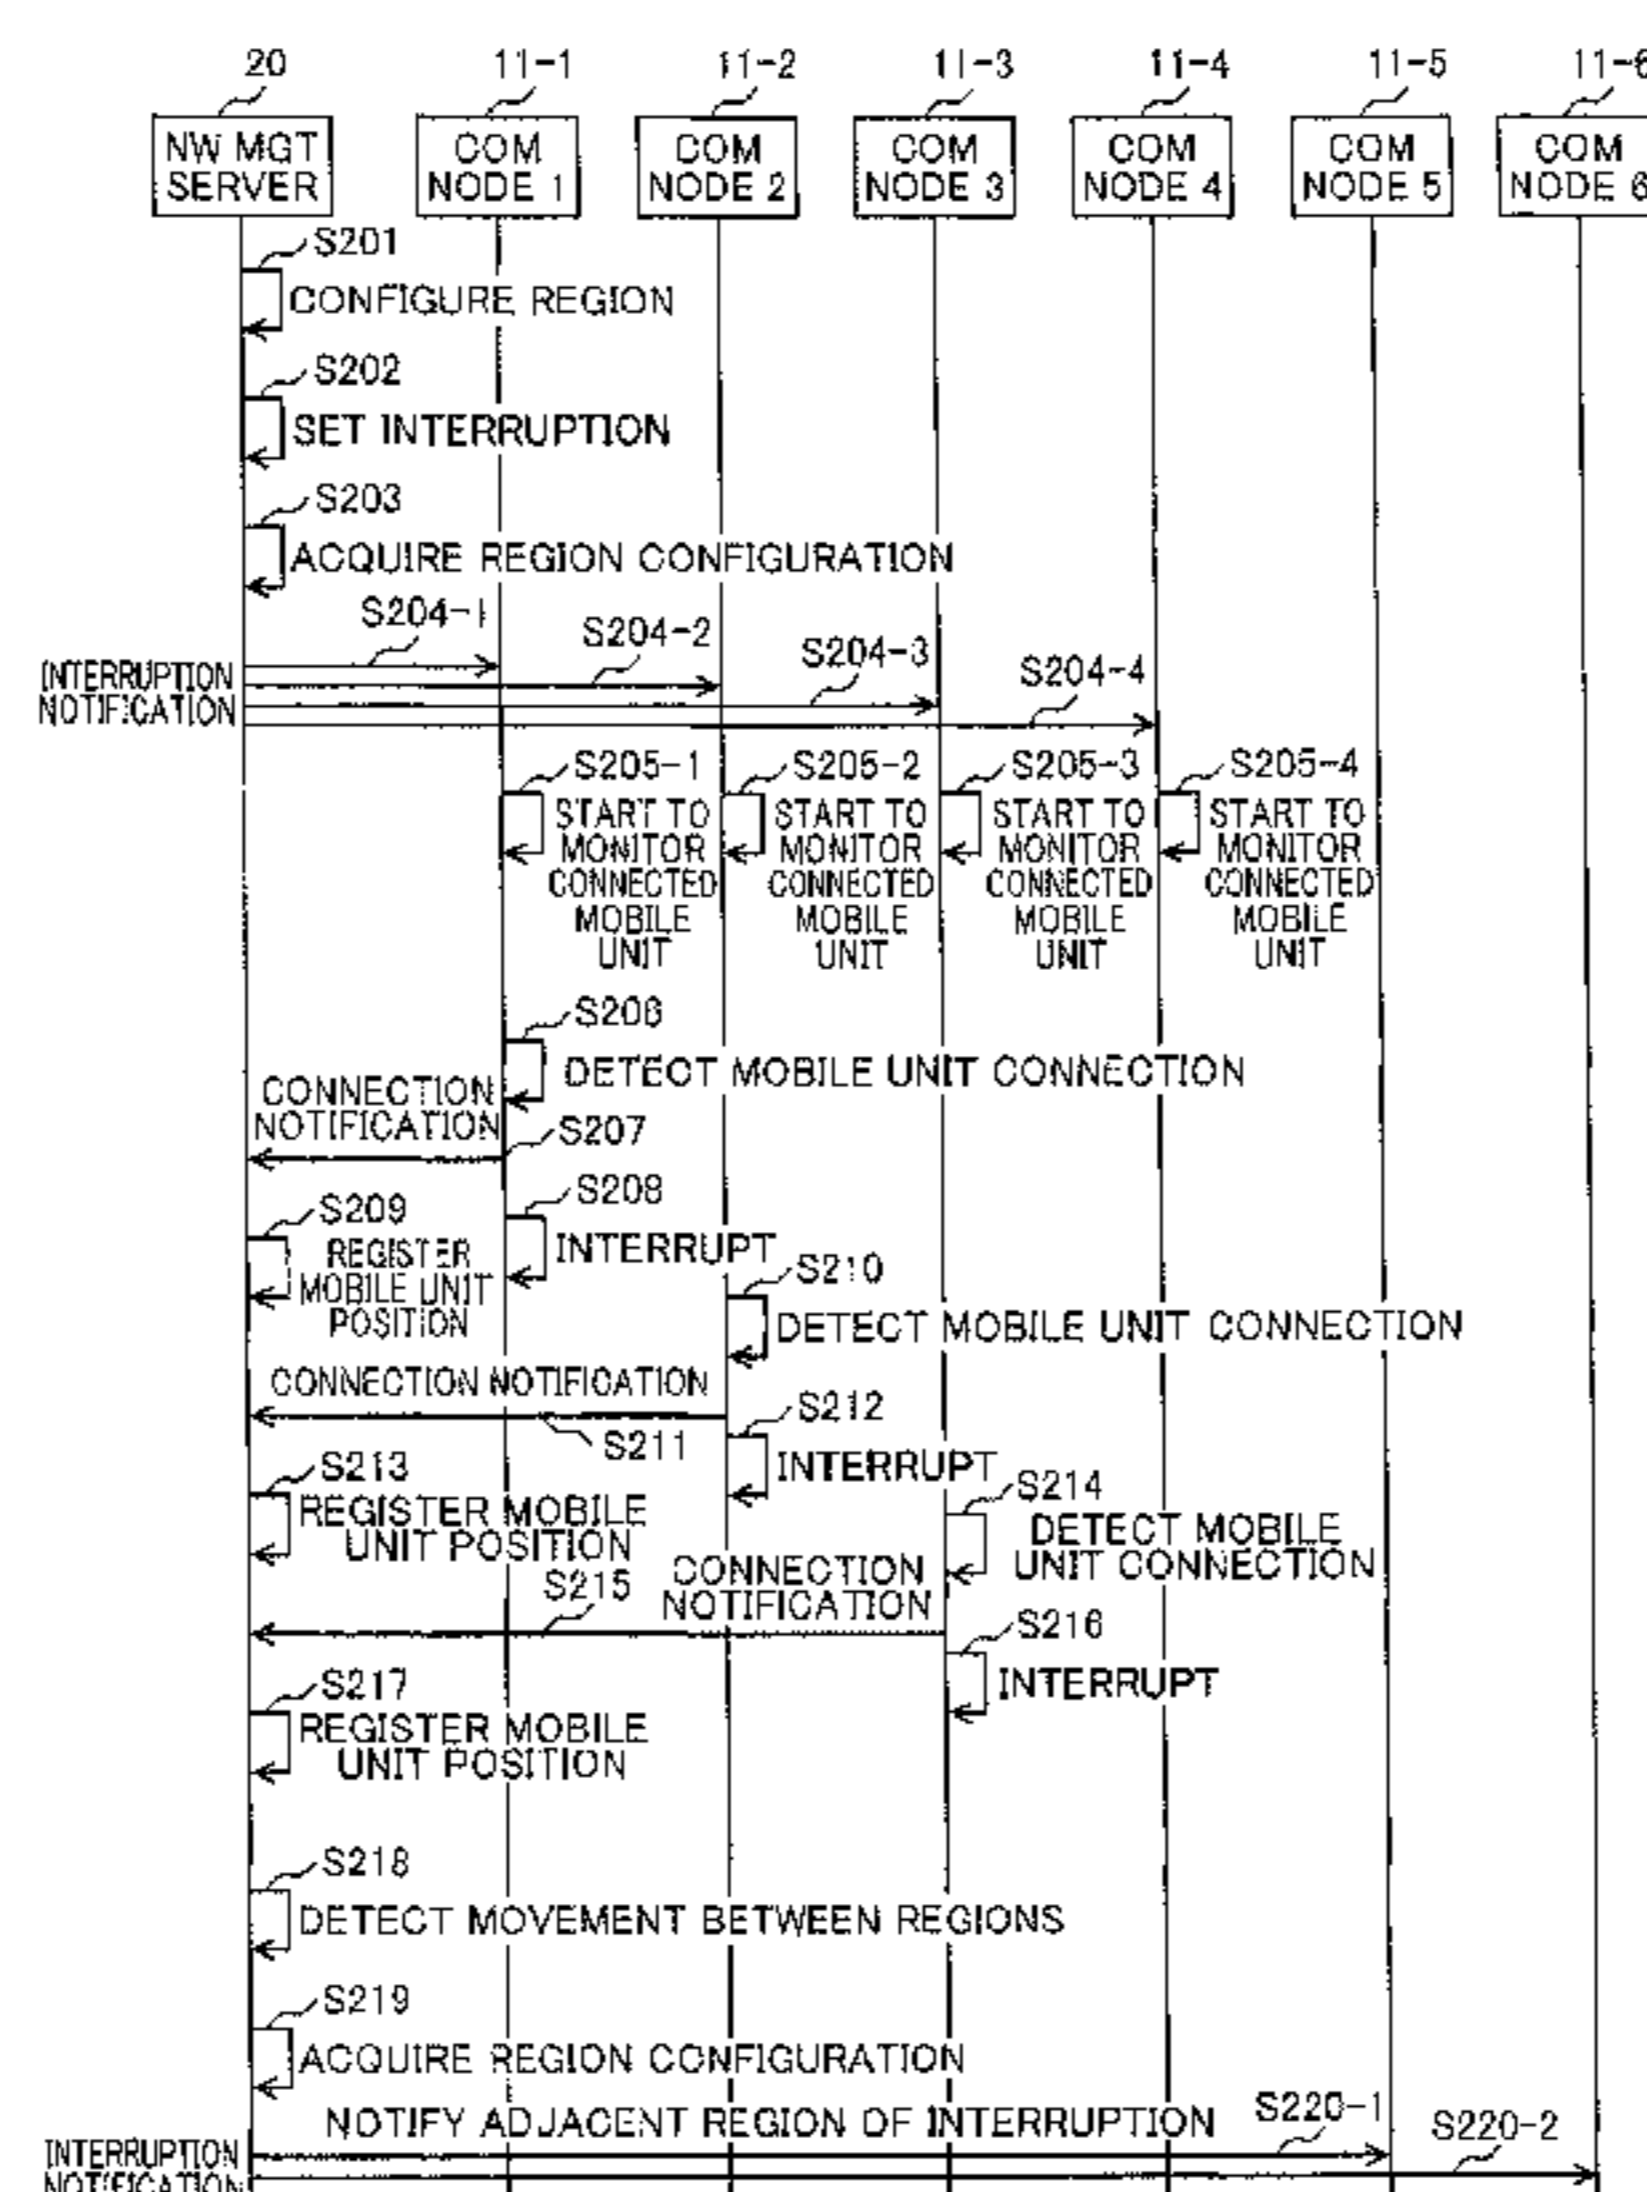 20 11-1 11-2 11-3 11-4 11-5 11-6
NW MGT COM COM COM COM COM COM
SERVER NODE 1 NODE 2 NODE 3 NODE 4 NODE 5 NODE 6
S201
CONFIGURE REGION
S202
SET INTERRUPTION
S203
ACQUIRE REGION CONFIGURATION
S204-1
S204-2
S204-3
S204-4
INTERRUPTION
NOTIFICATION
S205-1 S205-2 S205-3 S205-4
START TO START TO START TO START TO
MONITOR MONITOR MONITOR MONITOR
CONNECTED CONNECTED CONNECTED CONNECTED
MOBILE MOBILE MOBILE MOBILE
UNIT UNIT UNIT UNIT
S206
DETECT MOBILE UNIT CONNECTION
CONNECTION
NOTIFICATION
S207
S208
INTERRUPT
S209
REGISTER
MOBILE UNIT
POSITION
S210
DETECT MOBILE UNIT CONNECTION
CONNECTION NOTIFICATION
S211
S212
INTERRUPT
S213
REGISTER MOBILE
UNIT POSITION
S214
DETECT MOBILE
UNIT CONNECTION
CONNECTION
NOTIFICATION
S215
S216
INTERRUPT
S217
REGISTER MOBILE
UNIT POSITION
S218
DETECT MOVEMENT BETWEEN REGIONS
S219
ACQUIRE REGION CONFIGURATION
NOTIFY ADJACENT REGION OF INTERRUPTION
S220-1
S220-2
INTERRUPTION
NOTIFICATION